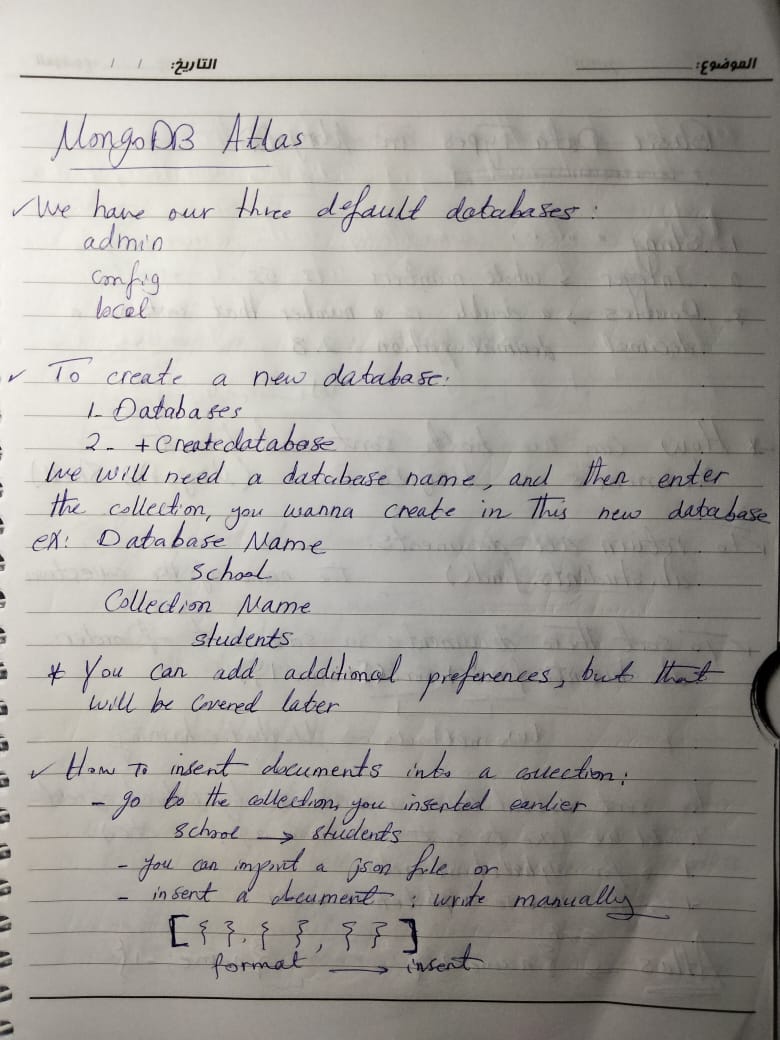 الموضوع: التاريخ: / /
MongoDB Atlas
✓ We have our three default databases:
admin
config
local
✓ To create a new database.
1- Databases
2- + Createdatabase
We will need a database name, and then enter
the collection, you wanna create in this new database
ex: Database Name
school
Collection Name
students
* You can add additional preferences, but that
will be covered later
✓ How To insert documents into a collection:
- go to the collection, you inserted earlier
school → students
- you can import a json file or
- insert a document : write manually
[{ }, { }, { }]
format → insert